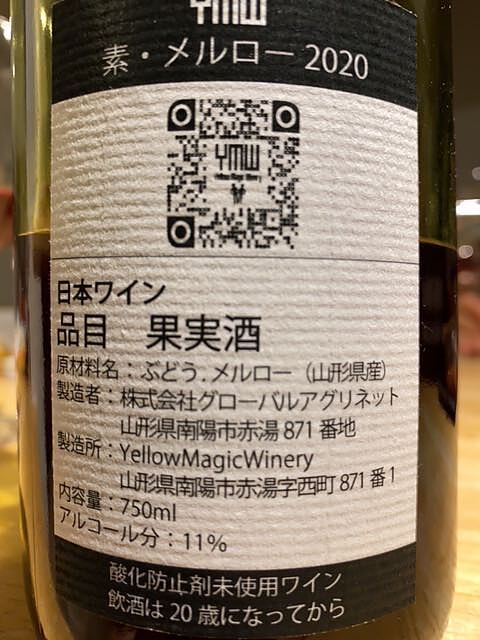 YMW
素・メルロー 2020
YMW
日本ワイン
品目　果実酒
原材料名：ぶどう.メルロー（山形県産）
製造者：株式会社グローバルアグリネット
山形県南陽市赤湯 871 番地
製造所：YellowMagicWinery
山形県南陽市赤湯字西町 871 番 1
内容量：750ml
アルコール分：11%
酸化防止剤未使用ワイン
飲酒は 20 歳になってから